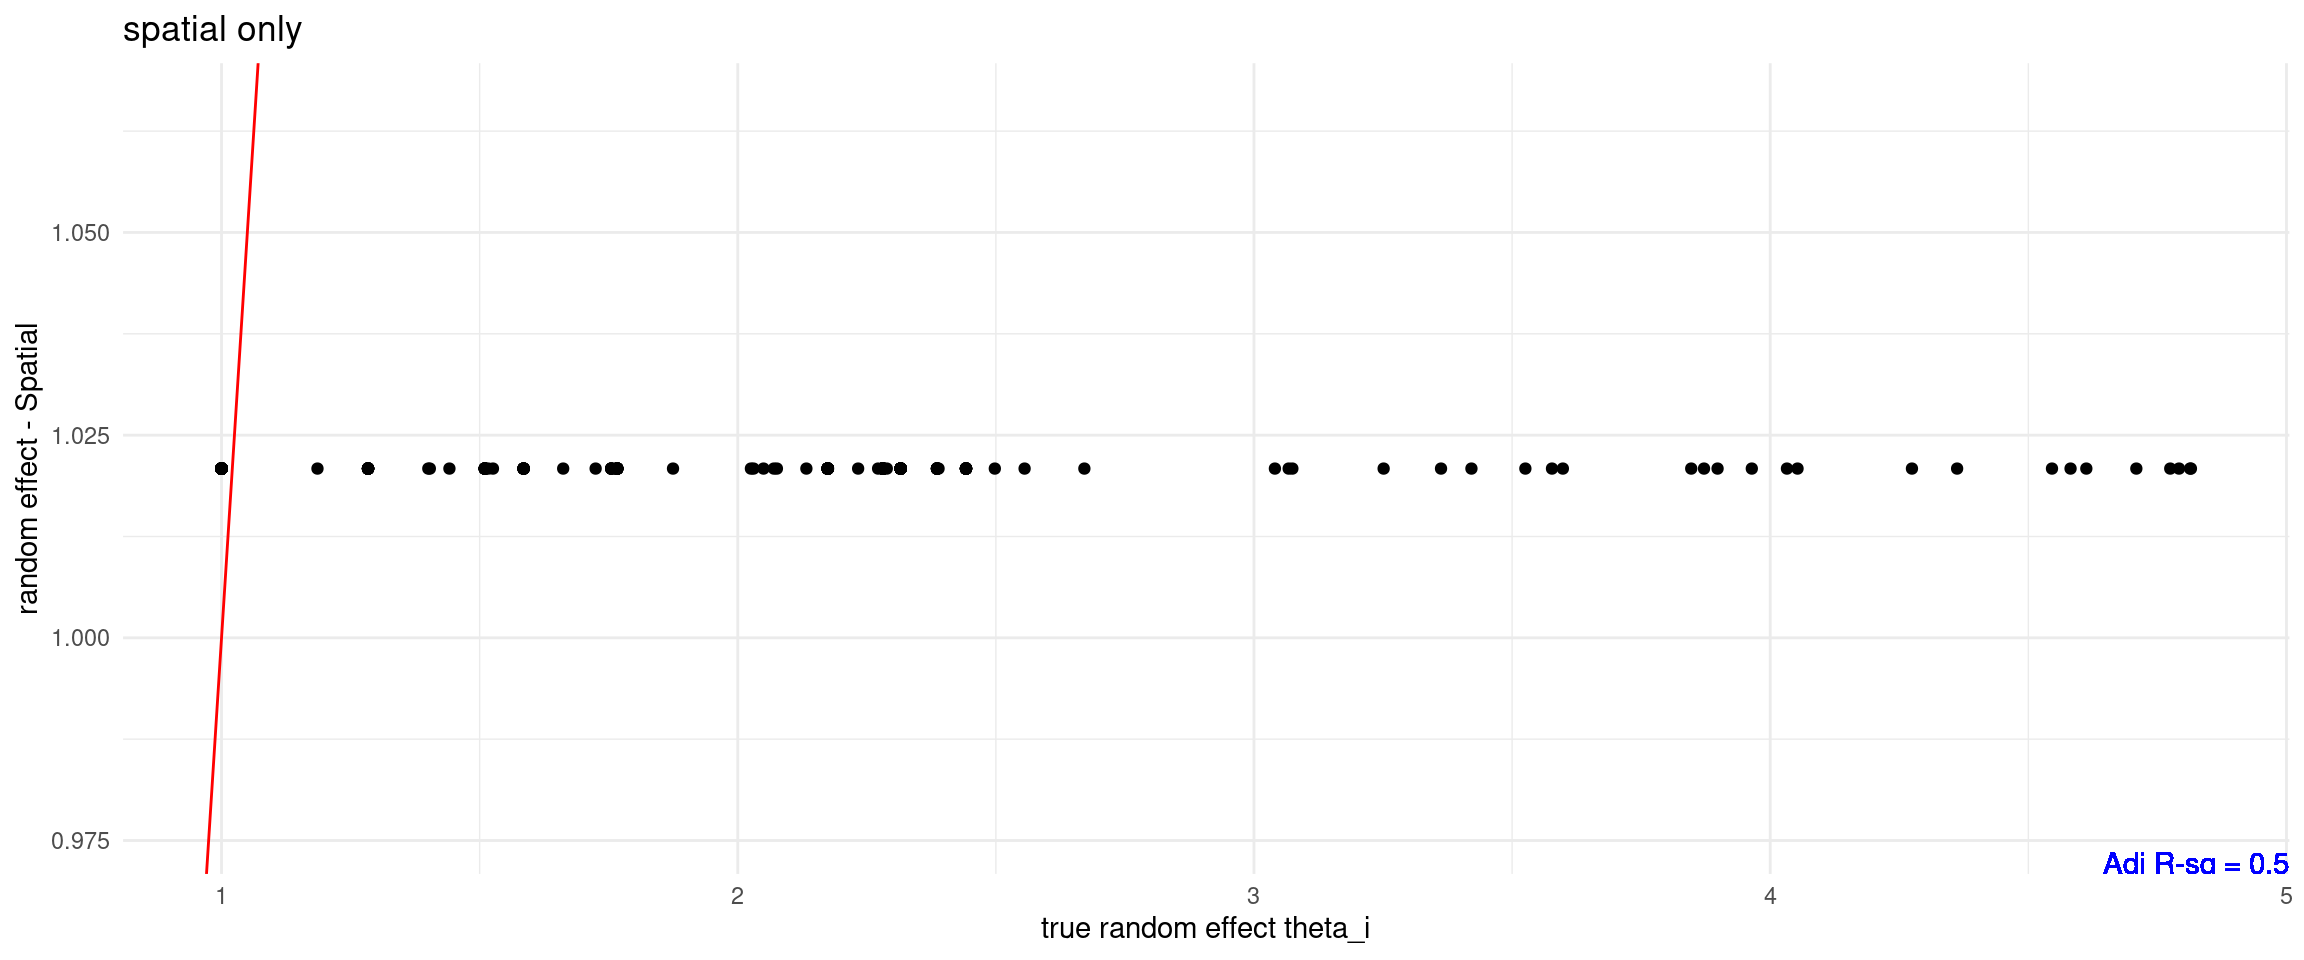 spatial only
random effect - Spatial
1.050
1.025
1.000
0.975
Adj R-sq = 0.5
1 2 3 4 5
true random effect theta_i